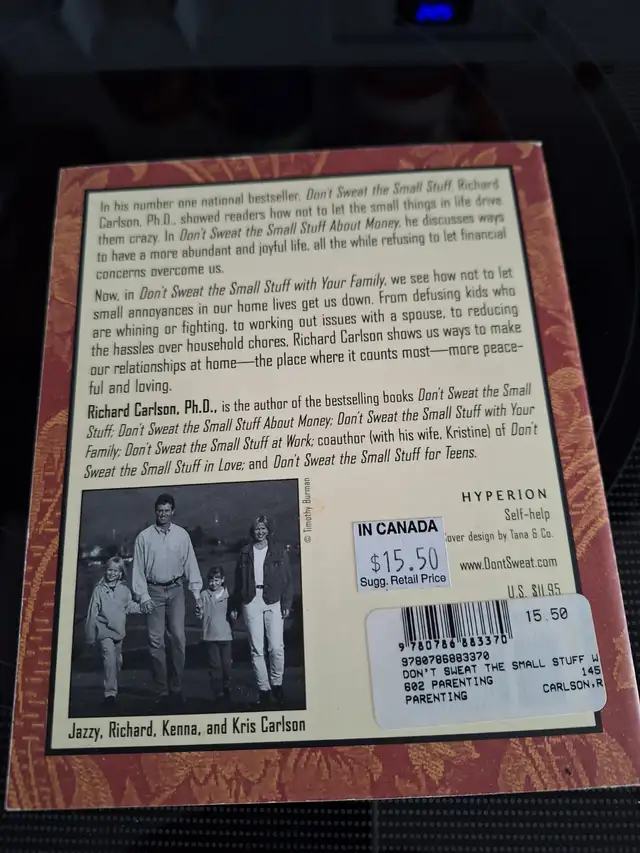 In his number one national bestseller, Don't Sweat the Small Stuff, Richard
Carlson, Ph.D., showed readers how not to let the small things in life drive
them crazy. In Don't Sweat the Small Stuff About Money, he discusses ways
to have a more abundant and joyful life, all the while refusing to let financial
concerns overcome us.
Now, in Don't Sweat the Small Stuff with Your Family, we see how not to let
small annoyances in our home lives get us down. From defusing kids who
are whining or fighting, to working out issues with a spouse, to reducing
the hassles over household chores, Richard Carlson shows us ways to make
our relationships at home—the place where it counts most—more peace-
ful and loving.
Richard Carlson, Ph.D., is the author of the bestselling books Don't Sweat the Small
Stuff; Don't Sweat the Small Stuff About Money; Don't Sweat the Small Stuff with Your
Family; Don't Sweat the Small Stuff at Work; coauthor (with his wife, Kristine) of Don't
Sweat the Small Stuff in Love; and Don't Sweat the Small Stuff for Teens.
© Timothy Burman
Jazzy, Richard, Kenna, and Kris Carlson
HYPERION
Self-help
over design by Tana & Co.
www.DontSweat.com
U.S. $11.95
IN CANADA
$15.50
Sugg. Retail Price
15.50
9 780786 883370
9780786883370
DON'T SWEAT THE SMALL STUFF W
602 PARENTING 145
PARENTING CARLSON,R